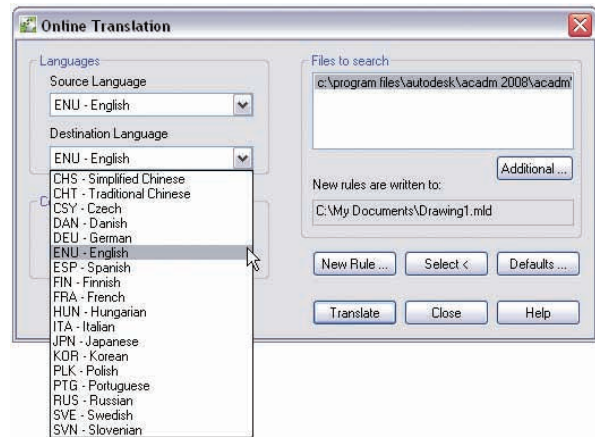 Online Translation
Languages
Source Language
ENU - English
Destination Language
ENU - English
CHS - Simplified Chinese
CHT - Traditional Chinese
CSY - Czech
DAN - Danish
DEU - German
ENU - English
ESP - Spanish
FIN - Finnish
FRA - French
HUN - Hungarian
ITA - Italian
JPN - Japanese
KOR - Korean
PLK - Polish
PTG - Portuguese
RUS - Russian
SVE - Swedish
SVN - Slovenian
Files to search
c:\program files\autodesk\acadm 2008\acadm\
Additional ...
New rules are written to:
C:\My Documents\Drawing1.mld
New Rule ... Select < Defaults ...
Translate Close Help